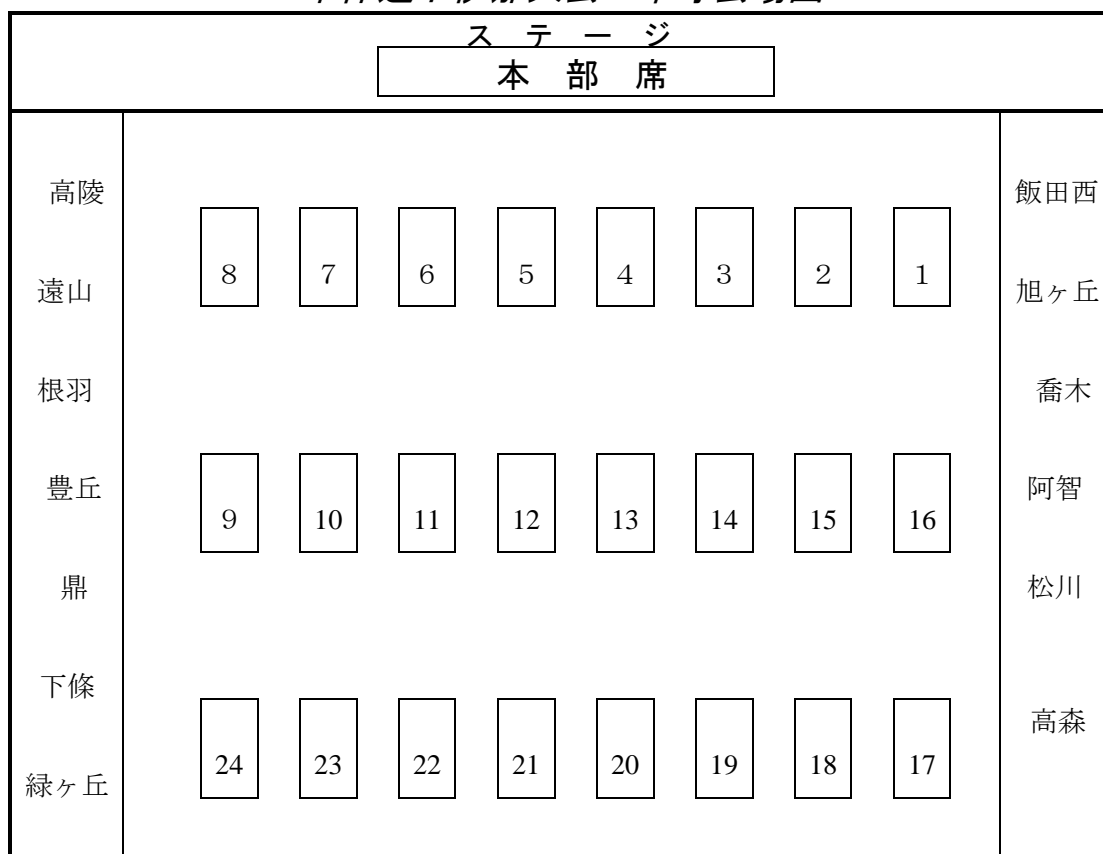 ス テ ー ジ
本 部 席
高陵
飯田西
８ ７ ６ ５ ４ ３ ２ １
遠山
旭ヶ丘
根羽
喬木
豊丘
阿智
９ 10 11 12 13 14 15 16
鼎
松川
下條
高森
24 23 22 21 20 19 18 17
緑ヶ丘